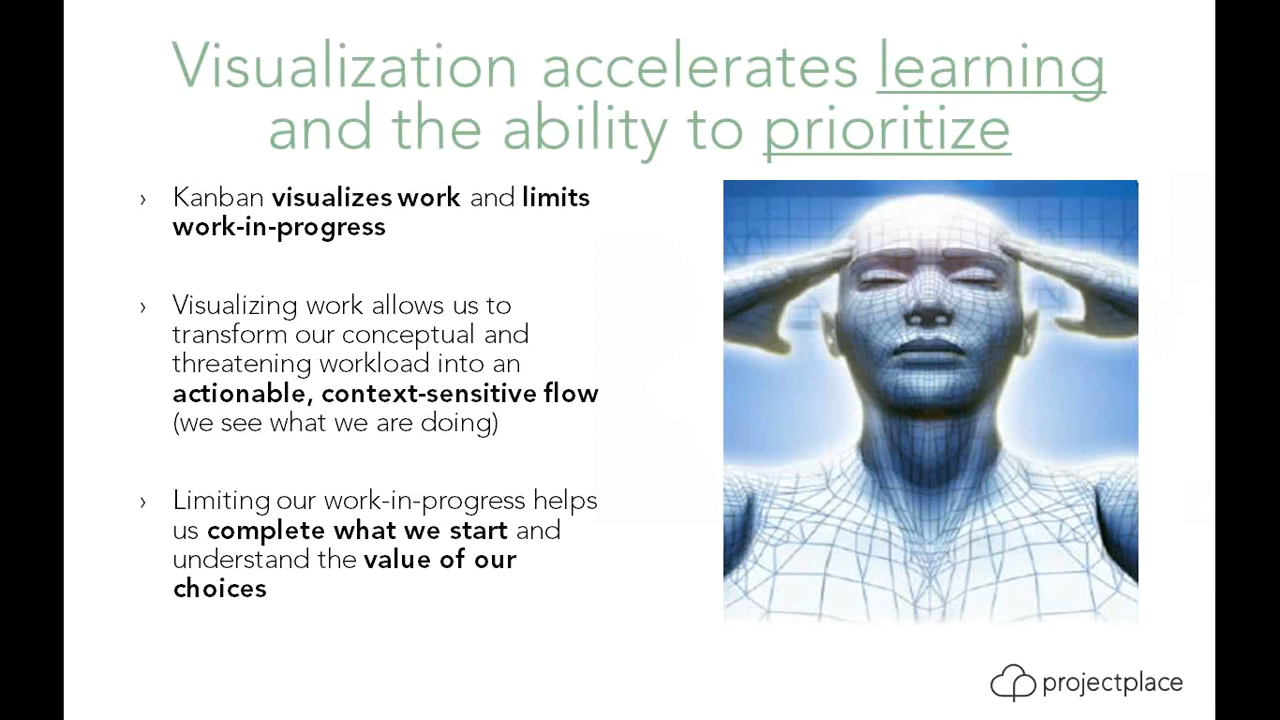 Visualization accelerates learning
and the ability to prioritize
› Kanban visualizes work and limits
work-in-progress
› Visualizing work allows us to
transform our conceptual and
threatening workload into an
actionable, context-sensitive flow
(we see what we are doing)
› Limiting our work-in-progress helps
us complete what we start and
understand the value of our
choices
projectplace